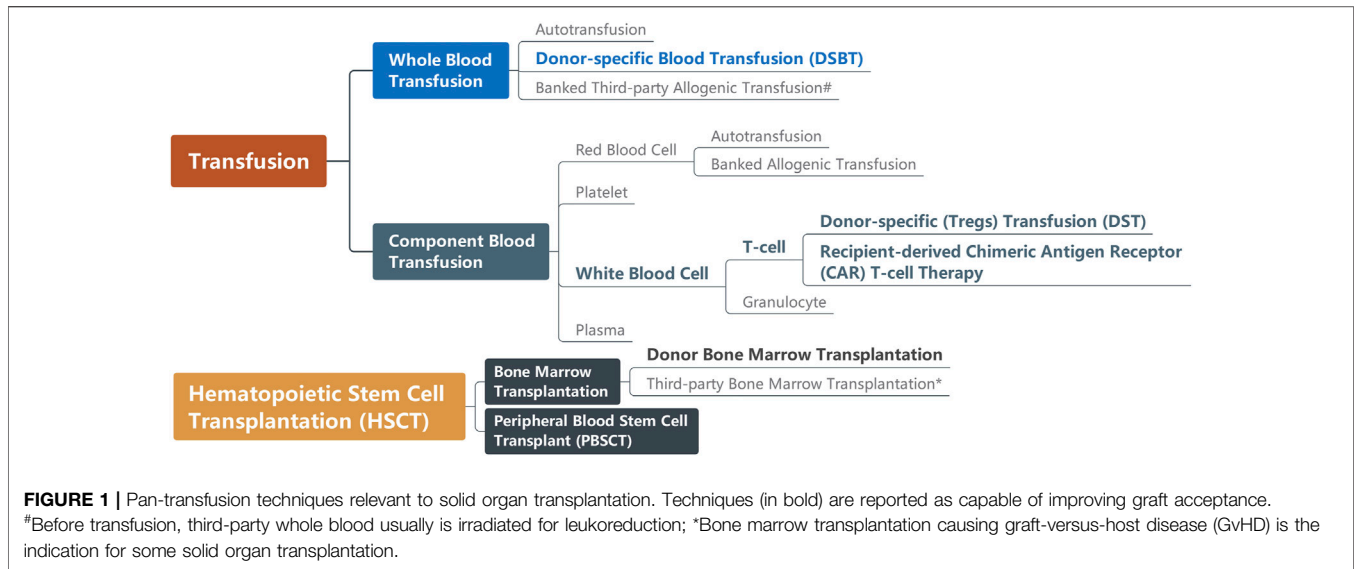 Autotransfusion
Whole Blood
Transfusion
Donor-specific Blood Transfusion (DSBT)
Banked Third-party Allogenic Transfusion#
Transfusion
Red Blood Cell
Autotransfusion
Banked Allogenic Transfusion
Platelet
Component Blood
Transfusion
White Blood Cell
T-cell
Donor-specific (Tregs) Transfusion (DST)
Recipient-derived Chimeric Antigen Receptor
(CAR) T-cell Therapy
Granulocyte
Plasma
Hematopoietic Stem Cell
Transplantation (HSCT)
Bone Marrow
Transplantation
Donor Bone Marrow Transplantation
Third-party Bone Marrow Transplantation*
Peripheral Blood Stem Cell
Transplant (PBSCT)
FIGURE 1 | Pan-transfusion techniques relevant to solid organ transplantation. Techniques (in bold) are reported as capable of improving graft acceptance.
#Before transfusion, third-party whole blood usually is irradiated for leukoreduction; *Bone marrow transplantation causing graft-versus-host disease (GvHD) is the
indication for some solid organ transplantation.